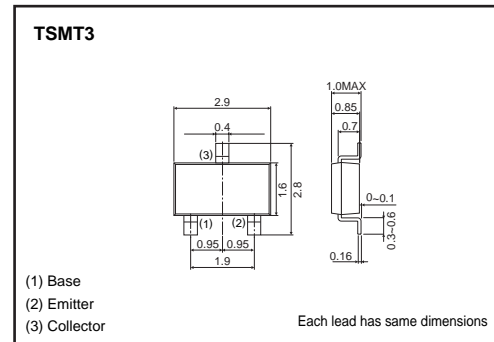 TSMT3
1.0MAX
2.9
0.85
0.4
0.7
(3)
1.6
2.8
0~0.1
(1)
(2)
0.3~0.6
0.95
0.95
0.16
1.9
(1) Base
(2) Emitter
(3) Collector
Each lead has same dimensions